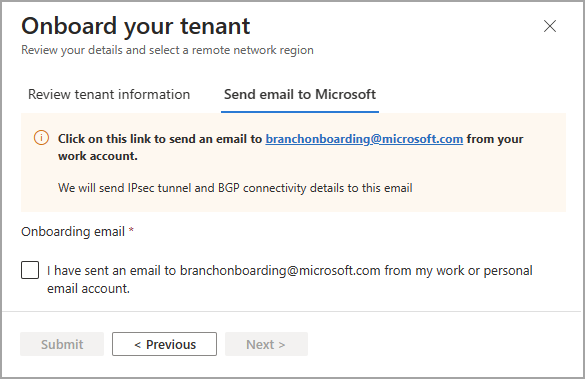 Onboard your tenant
Review your details and select a remote network region
Review tenant information
Send email to Microsoft
Click on this link to send an email to branchonboarding@microsoft.com from your
work account.
We will send IPsec tunnel and BGP connectivity details to this email
Onboarding email *
I have sent an email to branchonboarding@microsoft.com from my work or personal
email account.
Submit
< Previous
Next >